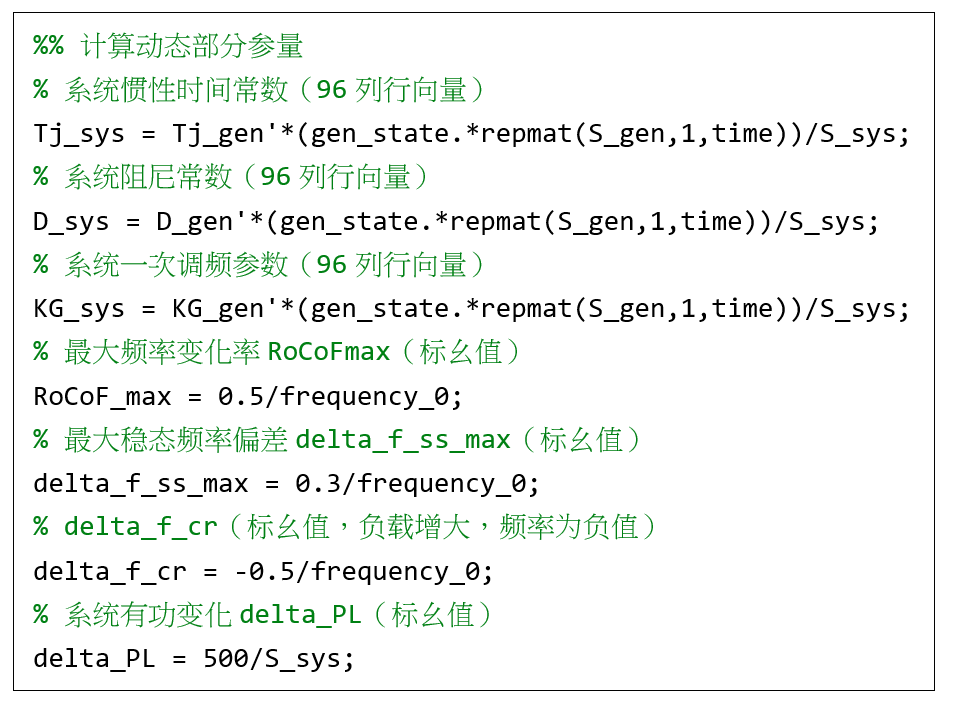 %% 计算动态部分参量
% 系统惯性时间常数（96 列行向量）
Tj_sys = Tj_gen'*(gen_state.*repmat(S_gen,1,time))/S_sys;
% 系统阻尼常数（96 列行向量）
D_sys = D_gen'*(gen_state.*repmat(S_gen,1,time))/S_sys;
% 系统一次调频参数（96 列行向量）
KG_sys = KG_gen'*(gen_state.*repmat(S_gen,1,time))/S_sys;
% 最大频率变化率 RoCoFmax（标幺值）
RoCoF_max = 0.5/frequency_0;
% 最大稳态频率偏差 delta_f_ss_max（标幺值）
delta_f_ss_max = 0.3/frequency_0;
% delta_f_cr（标幺值，负载增大，频率为负值）
delta_f_cr = -0.5/frequency_0;
% 系统有功变化 delta_PL（标幺值）
delta_PL = 500/S_sys;